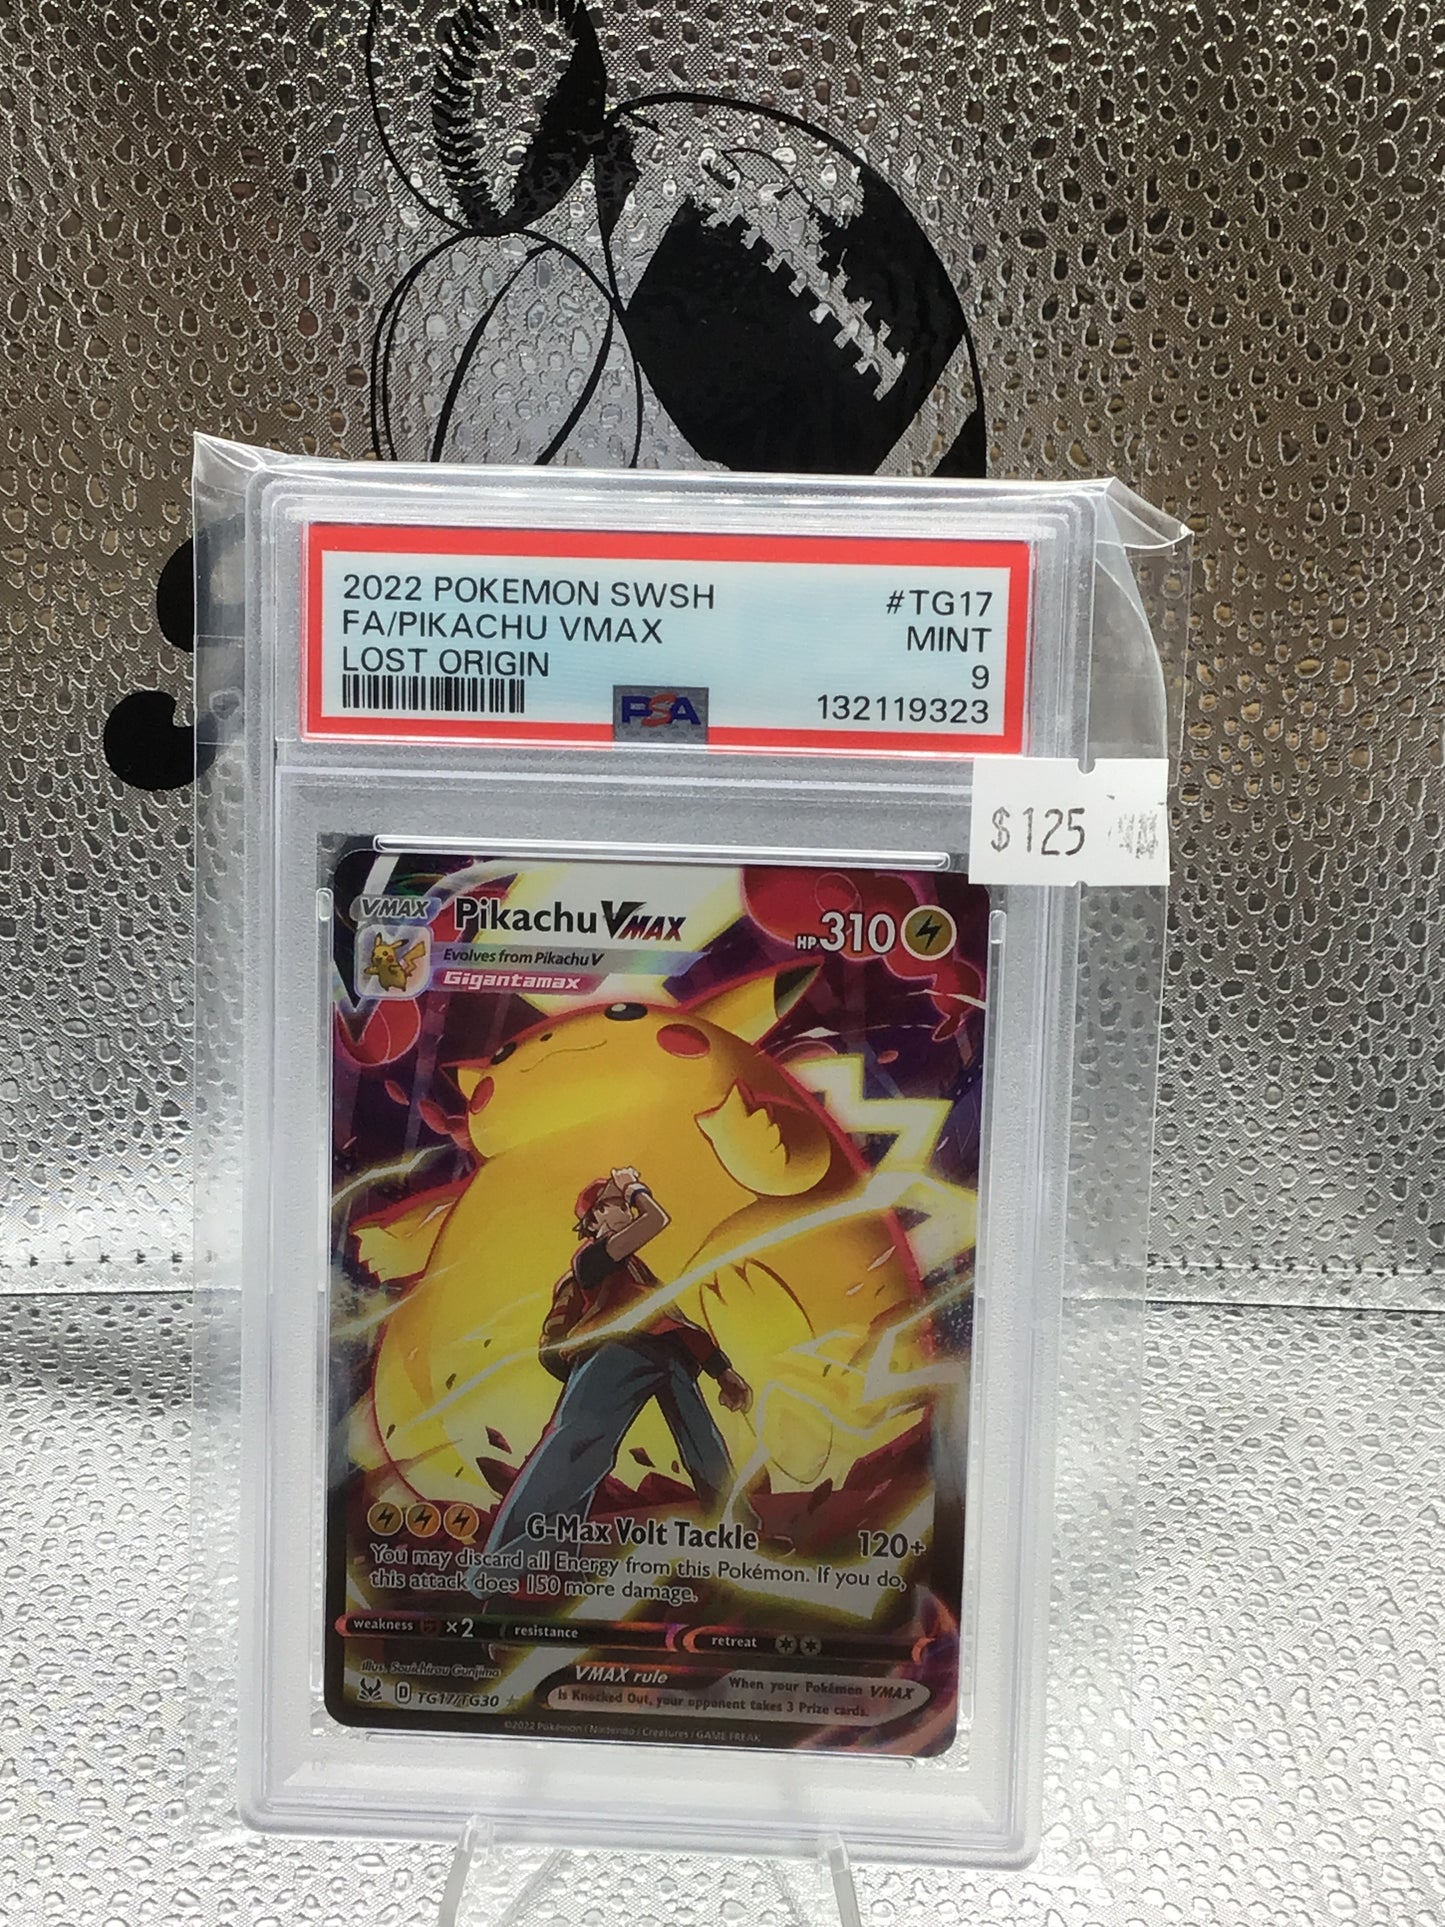 2022 POKEMON SWSH #TG17
FA/PIKACHU VMAX MINT
LOST ORIGIN 9
PSA 132119323
$125
VMAX Pikachu VMAX HP 310
Evolves from Pikachu V
Gigantamax
G-Max Volt Tackle 120+
You may discard all Energy from this Pokémon. If you do,
this attack does 150 more damage.
weakness ×2 resistance retreat
Illus. Souichirou Gunjima
VMAX rule When your Pokémon VMAX
is Knocked Out, your opponent takes 3 Prize cards.
D TG17/TG30
©2022 Pokémon / Nintendo / Creatures / GAME FREAK